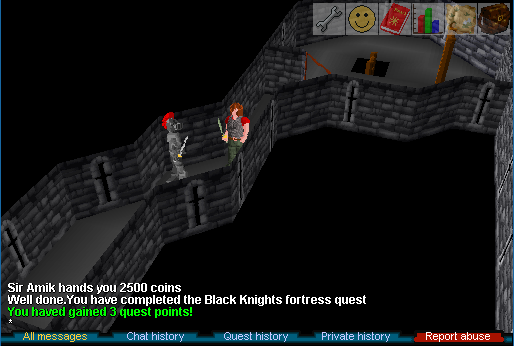 Sir Amik hands you 2500 coins
Well done.You have completed the Black Knights fortress quest
You haved gained 3 quest points!
*
All messages
Chat history
Quest history
Private history
Report abuse